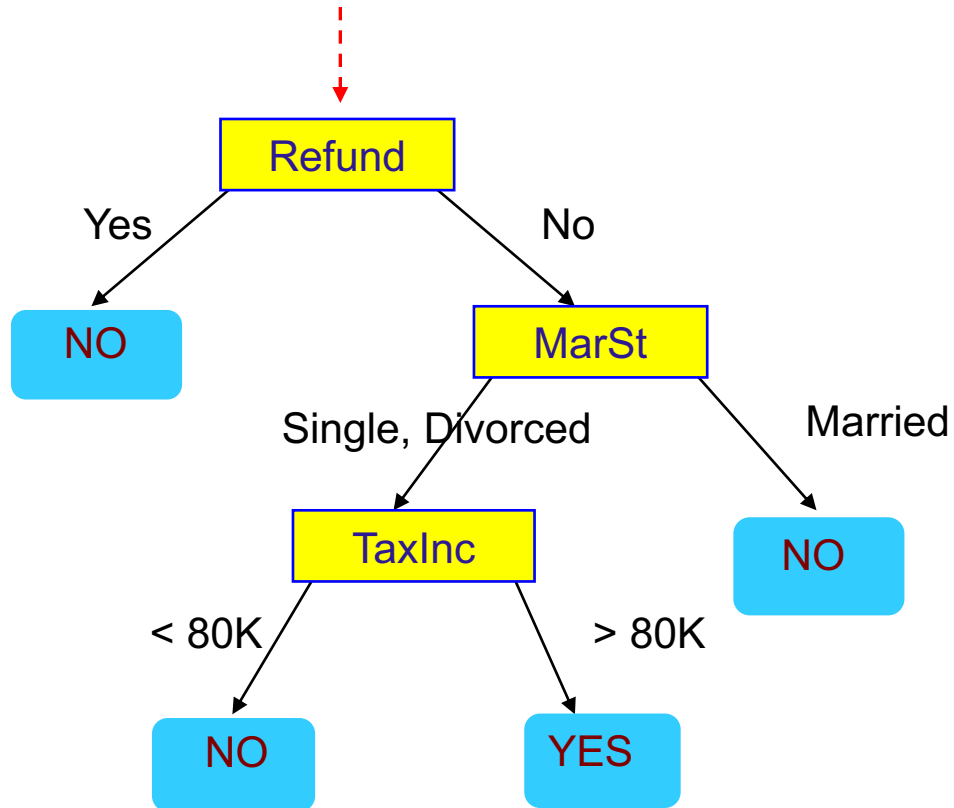 Refund
Yes
No
NO
MarSt
Single, Divorced
Married
TaxInc
NO
< 80K
> 80K
NO
YES